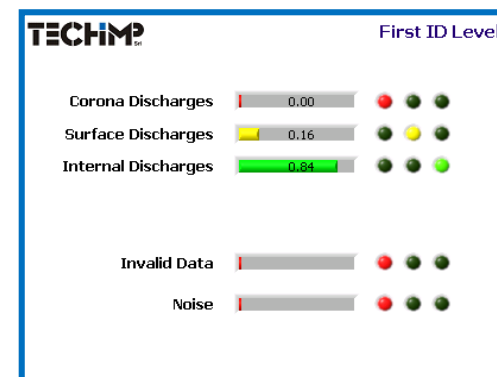 TECHIMP Srl
First ID Level
Corona Discharges 0.00
Surface Discharges 0.16
Internal Discharges 0.84
Invalid Data
Noise